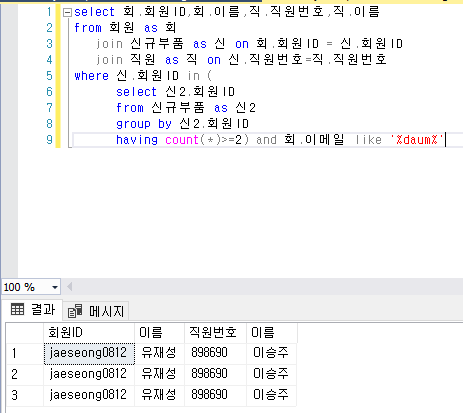 1 select 회.회원ID,회.이름,직.직원번호,직.이름
2 from 회원 as 회
3 join 신규부품 as 신 on 회.회원ID = 신.회원ID
4 join 직원 as 직 on 신.직원번호=직.직원번호
5 where 신.회원ID in (
6 select 신2.회원ID
7 from 신규부품 as 신2
8 group by 신2.회원ID
9 having count(*)>=2) and 회.이메일 like '%daum%'
100 %
결과 메시지
회원ID 이름 직원번호 이름
1 jaeseong0812 유재성 898690 이승주
2 jaeseong0812 유재성 898690 이승주
3 jaeseong0812 유재성 898690 이승주